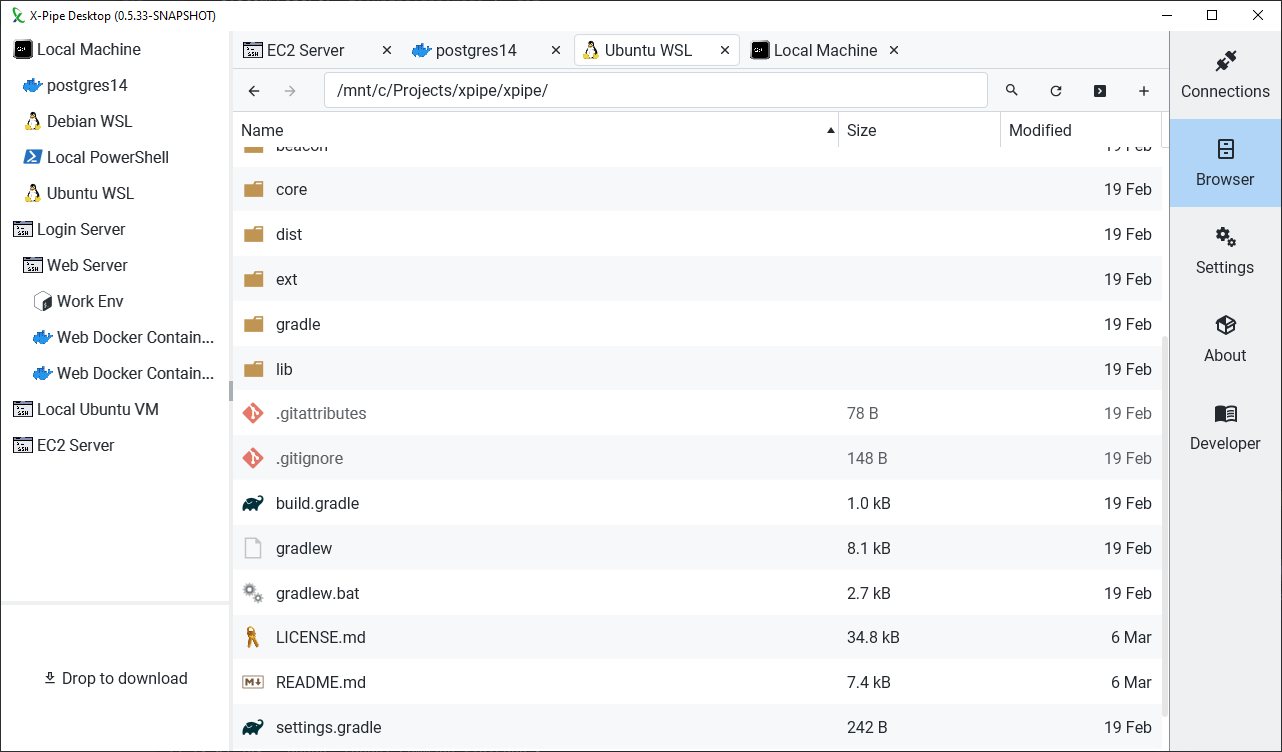 X-Pipe Desktop (0.5.33-SNAPSHOT)
Local Machine
postgres14
Debian WSL
Local PowerShell
Ubuntu WSL
Login Server
Web Server
Work Env
Web Docker Contain...
Web Docker Contain...
Local Ubuntu VM
EC2 Server
Drop to download
EC2 Server
postgres14
Ubuntu WSL
Local Machine
/mnt/c/Projects/xpipe/xpipe/
Name Size Modified
beacon 19 Feb
core 19 Feb
dist 19 Feb
ext 19 Feb
gradle 19 Feb
lib 19 Feb
.gitattributes 78 B 19 Feb
.gitignore 148 B 19 Feb
build.gradle 1.0 kB 19 Feb
gradlew 8.1 kB 19 Feb
gradlew.bat 2.7 kB 19 Feb
LICENSE.md 34.8 kB 6 Mar
README.md 7.4 kB 6 Mar
settings.gradle 242 B 19 Feb
Connections
Browser
Settings
About
Developer